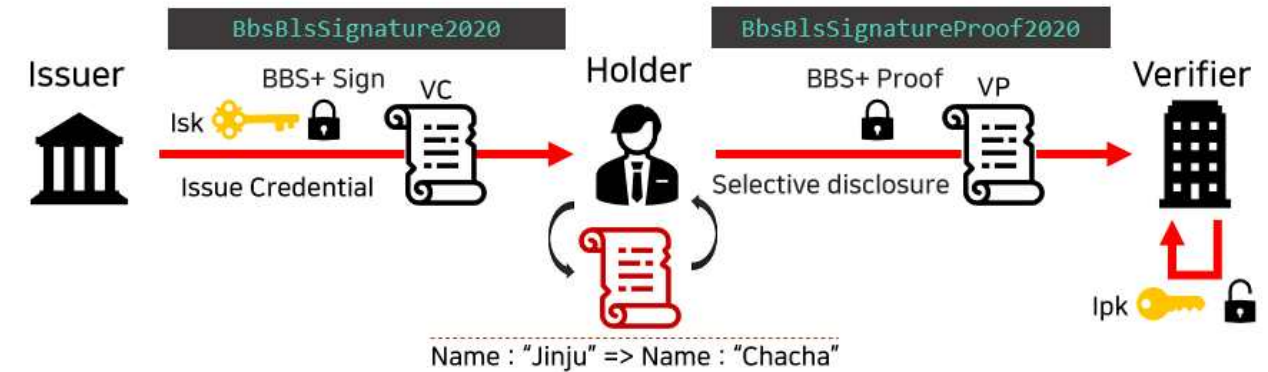 BbsBlsSignature2020
BbsBlsSignatureProof2020
Issuer
BBS+ Sign
VC
Holder
BBS+ Proof
VP
Verifier
Isk
Issue Credential
Selective disclosure
Ipk
Name : “Jinju” => Name : “Chacha”